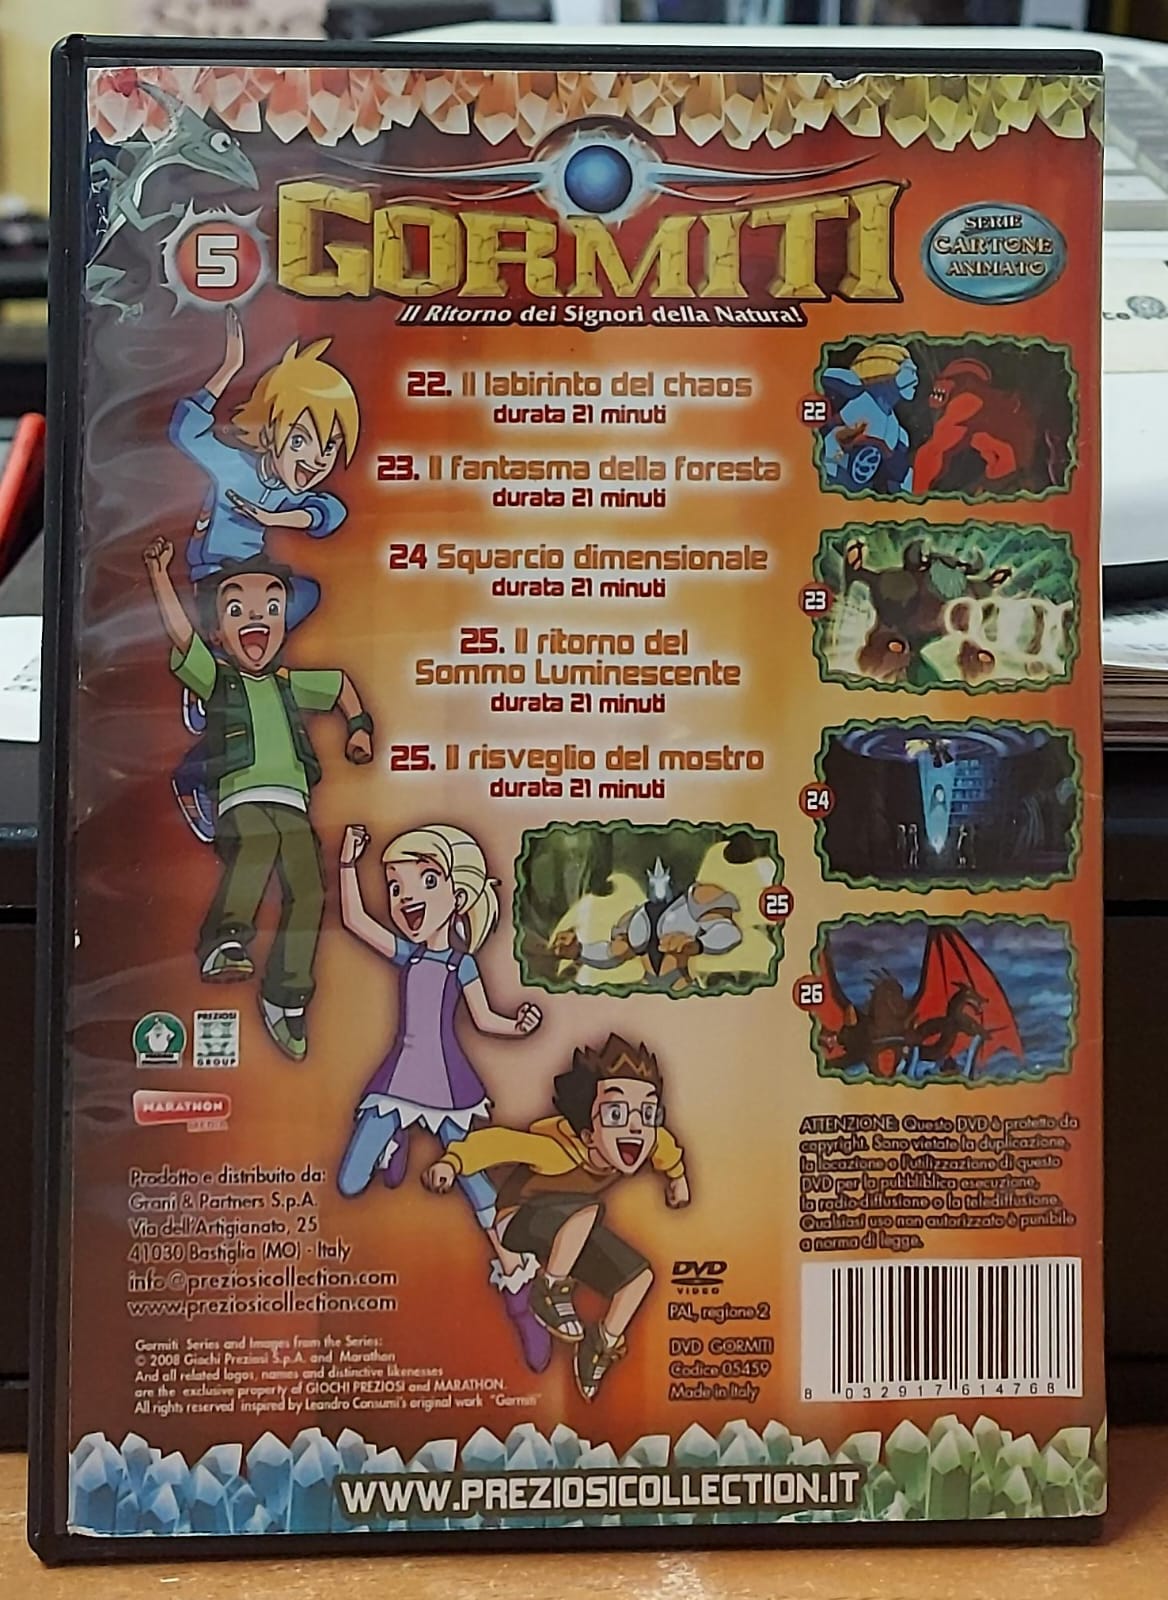 5
GORMITI
Il Ritorno dei Signori della Natura!
SERIE
CARTONE
ANIMATO
22. Il labirinto del chaos
durata 21 minuti
23. Il fantasma della foresta
durata 21 minuti
24 Squarcio dimensionale
durata 21 minuti
25. Il ritorno del
Sommo Luminescente
durata 21 minuti
25. Il risveglio del mostro
durata 21 minuti
22
23
24
25
26
PREZIOSI
GROUP
MARATHON
MEDIA
Prodotto e distribuito da:
Grani & Partners S.p.A.
Via dell'Artigianato, 25
41030 Bastiglia (MO) - Italy
info@preziosicollection.com
www.preziosicollection.com
Gormiti Series and Images from the Series:
© 2008 Giochi Preziosi S.p.A. and Marathon
And all related logos, names and distinctive likenesses
are the exclusive property of GIOCHI PREZIOSI and MARATHON.
All rights reserved inspired by Leandro Consumi's original work "Gormiti"
DVD
VIDEO
PAL, regione 2
DVD GORMITI
Codice 05459
Made in Italy
ATTENZIONE: Questo DVD è protetto da
copyright. Sono vietate la duplicazione,
la locazione o l'utilizzazione di questo
DVD per la pubbliblica esecuzione,
la radio-diffusione o la telediffusione.
Qualsiasi uso non autorizzato è punibile
a norma di legge.
8 032917 614768
WWW.PREZIOSICOLLECTION.IT